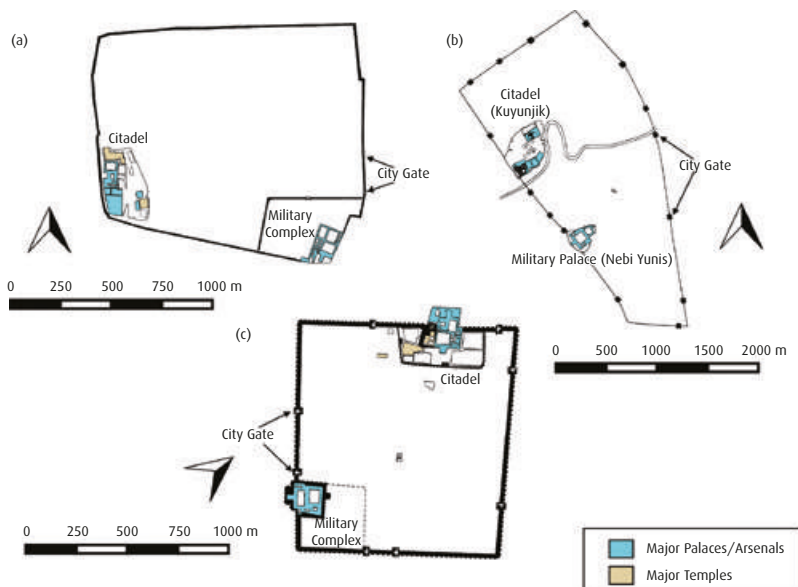 (a)
Citadel
City Gate
Military
Complex
0 250 500 750 1000 m
(b)
Citadel
(Kuyunjik)
City Gate
Military Palace (Nebi Yunis)
0 500 1000 1500 2000 m
(c)
Citadel
City Gate
Military
Complex
0 250 500 750 1000 m
Major Palaces/Arsenals
Major Temples